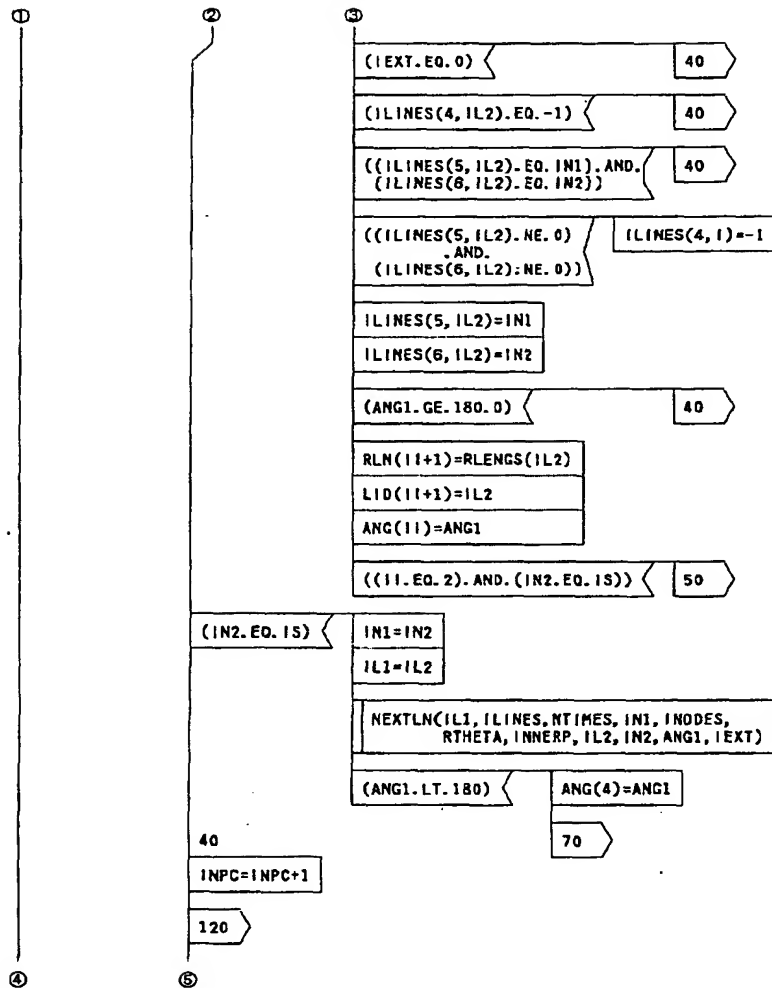 ① ② ③
(IEXT.EQ.0) 40
(ILINES(4,IL2).EQ.-1) 40
((ILINES(5,IL2).EQ.IN1).AND. 40
(ILINES(6,IL2).EQ.IN2))
((ILINES(5,IL2).NE.0) ILINES(4,I)=-1
.AND.
(ILINES(6,IL2).NE.0))
ILINES(5,IL2)=IN1
ILINES(6,IL2)=IN2
(ANG1.GE.180.0) 40
RLN(II+1)=RLENGS(IL2)
LID(II+1)=IL2
ANG(II)=ANG1
((II.EQ.2).AND.(IN2.EQ.IS)) 50
(IN2.EQ.IS) IN1=IN2
IL1=IL2
NEXTLN(IL1,ILINES,NTIMES,IN1,INODES,
RTHETA,INNERP,IL2,IN2,ANG1,IEXT)
(ANG1.LT.180) ANG(4)=ANG1
40 70
INPC=INPC+1
120
④ ⑤